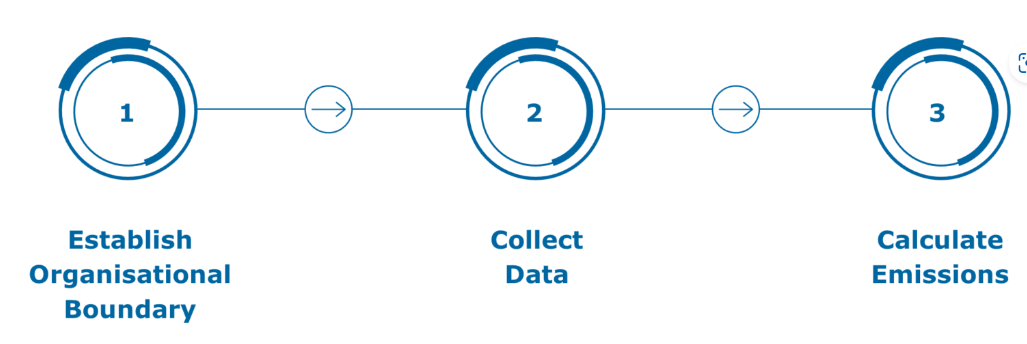 1
2
3
Establish
Organisational
Boundary
Collect
Data
Calculate
Emissions